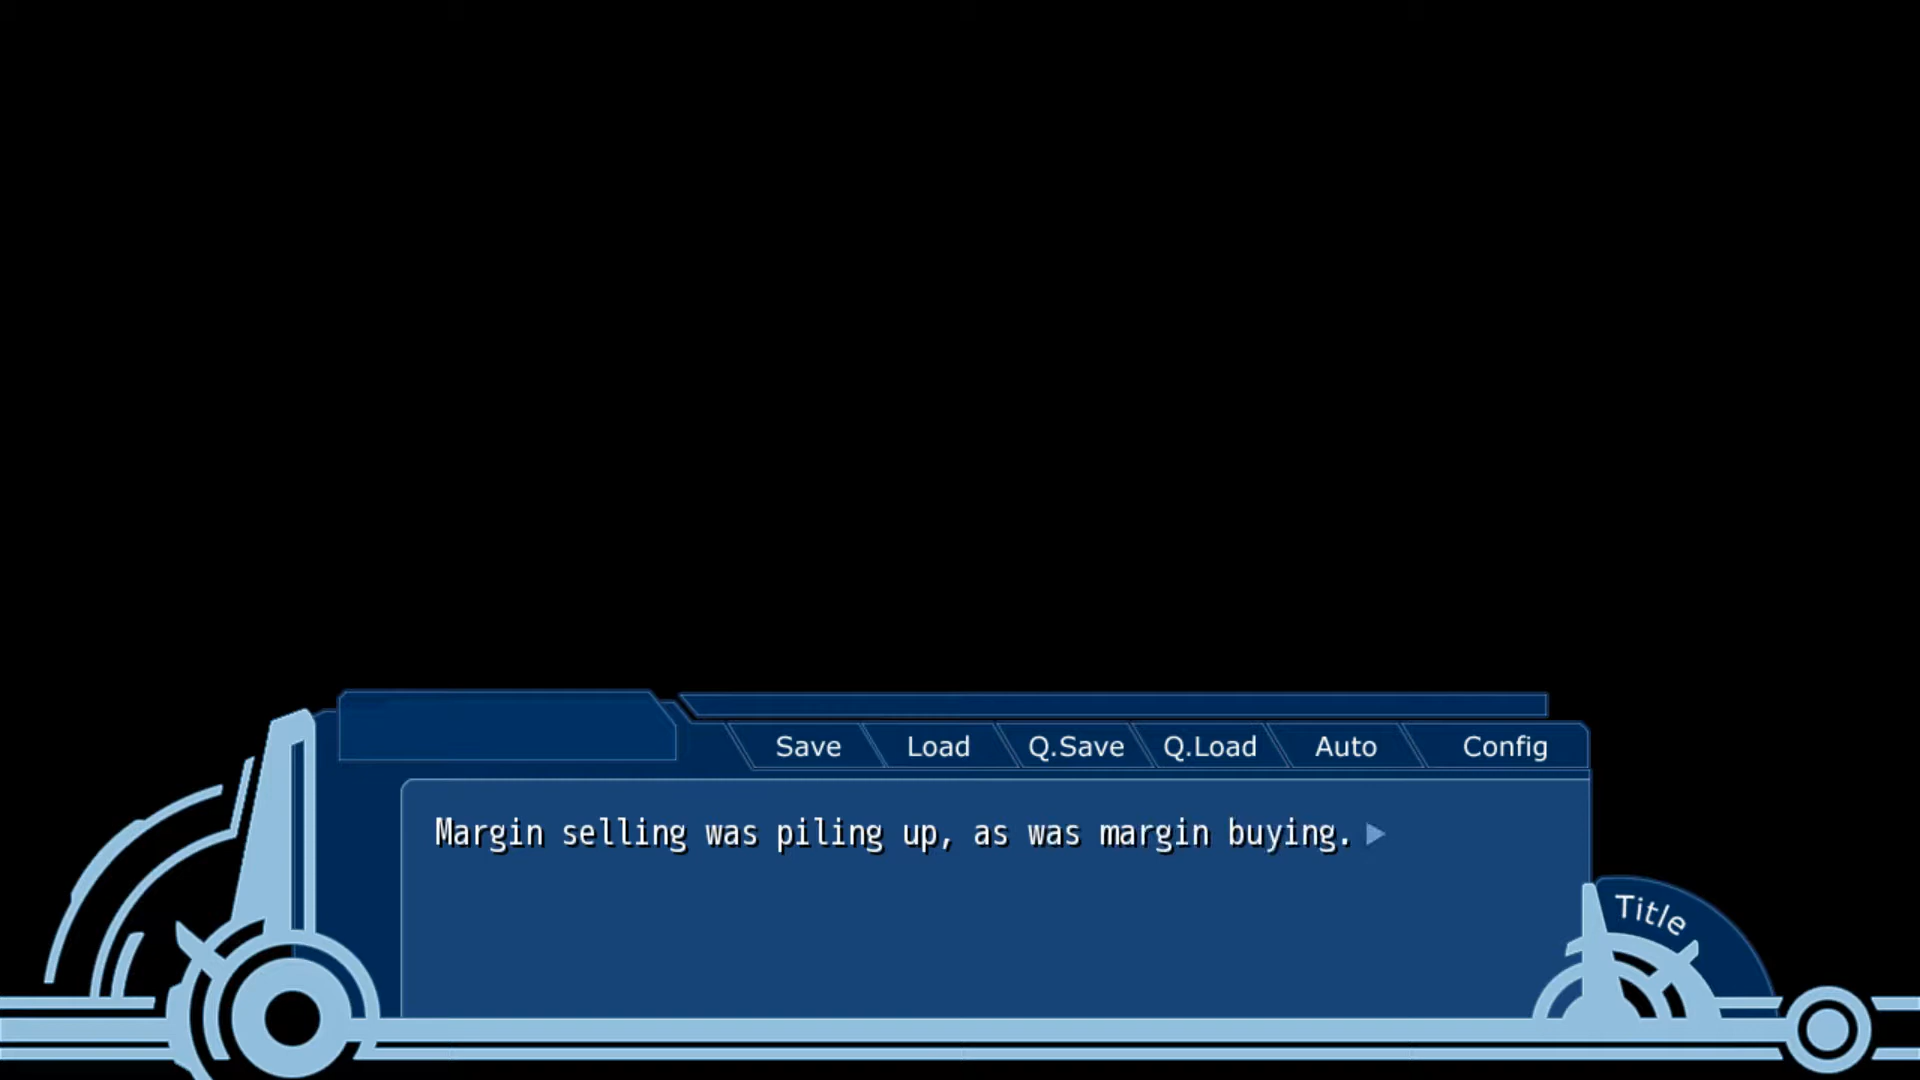 Save Load Q.Save Q.Load Auto Config
Margin selling was piling up, as was margin buying.
Title